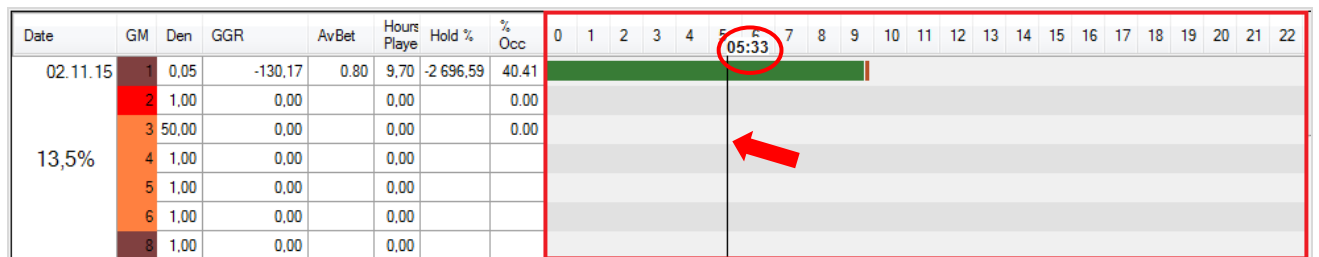 Date GM Den GGR AvBet Hours Playe Hold % % Occ 0 1 2 3 4 5 6 7 8 9 10 11 12 13 14 15 16 17 18 19 20 21 22
05:33
02.11.15 1 0,05 -130,17 0.80 9,70 -2 696,59 40.41
2 1,00 0,00 0,00 0.00
3 50,00 0,00 0,00 0.00
13,5% 4 1,00 0,00 0,00
5 1,00 0,00 0,00
6 1,00 0,00 0,00
8 1,00 0,00 0,00